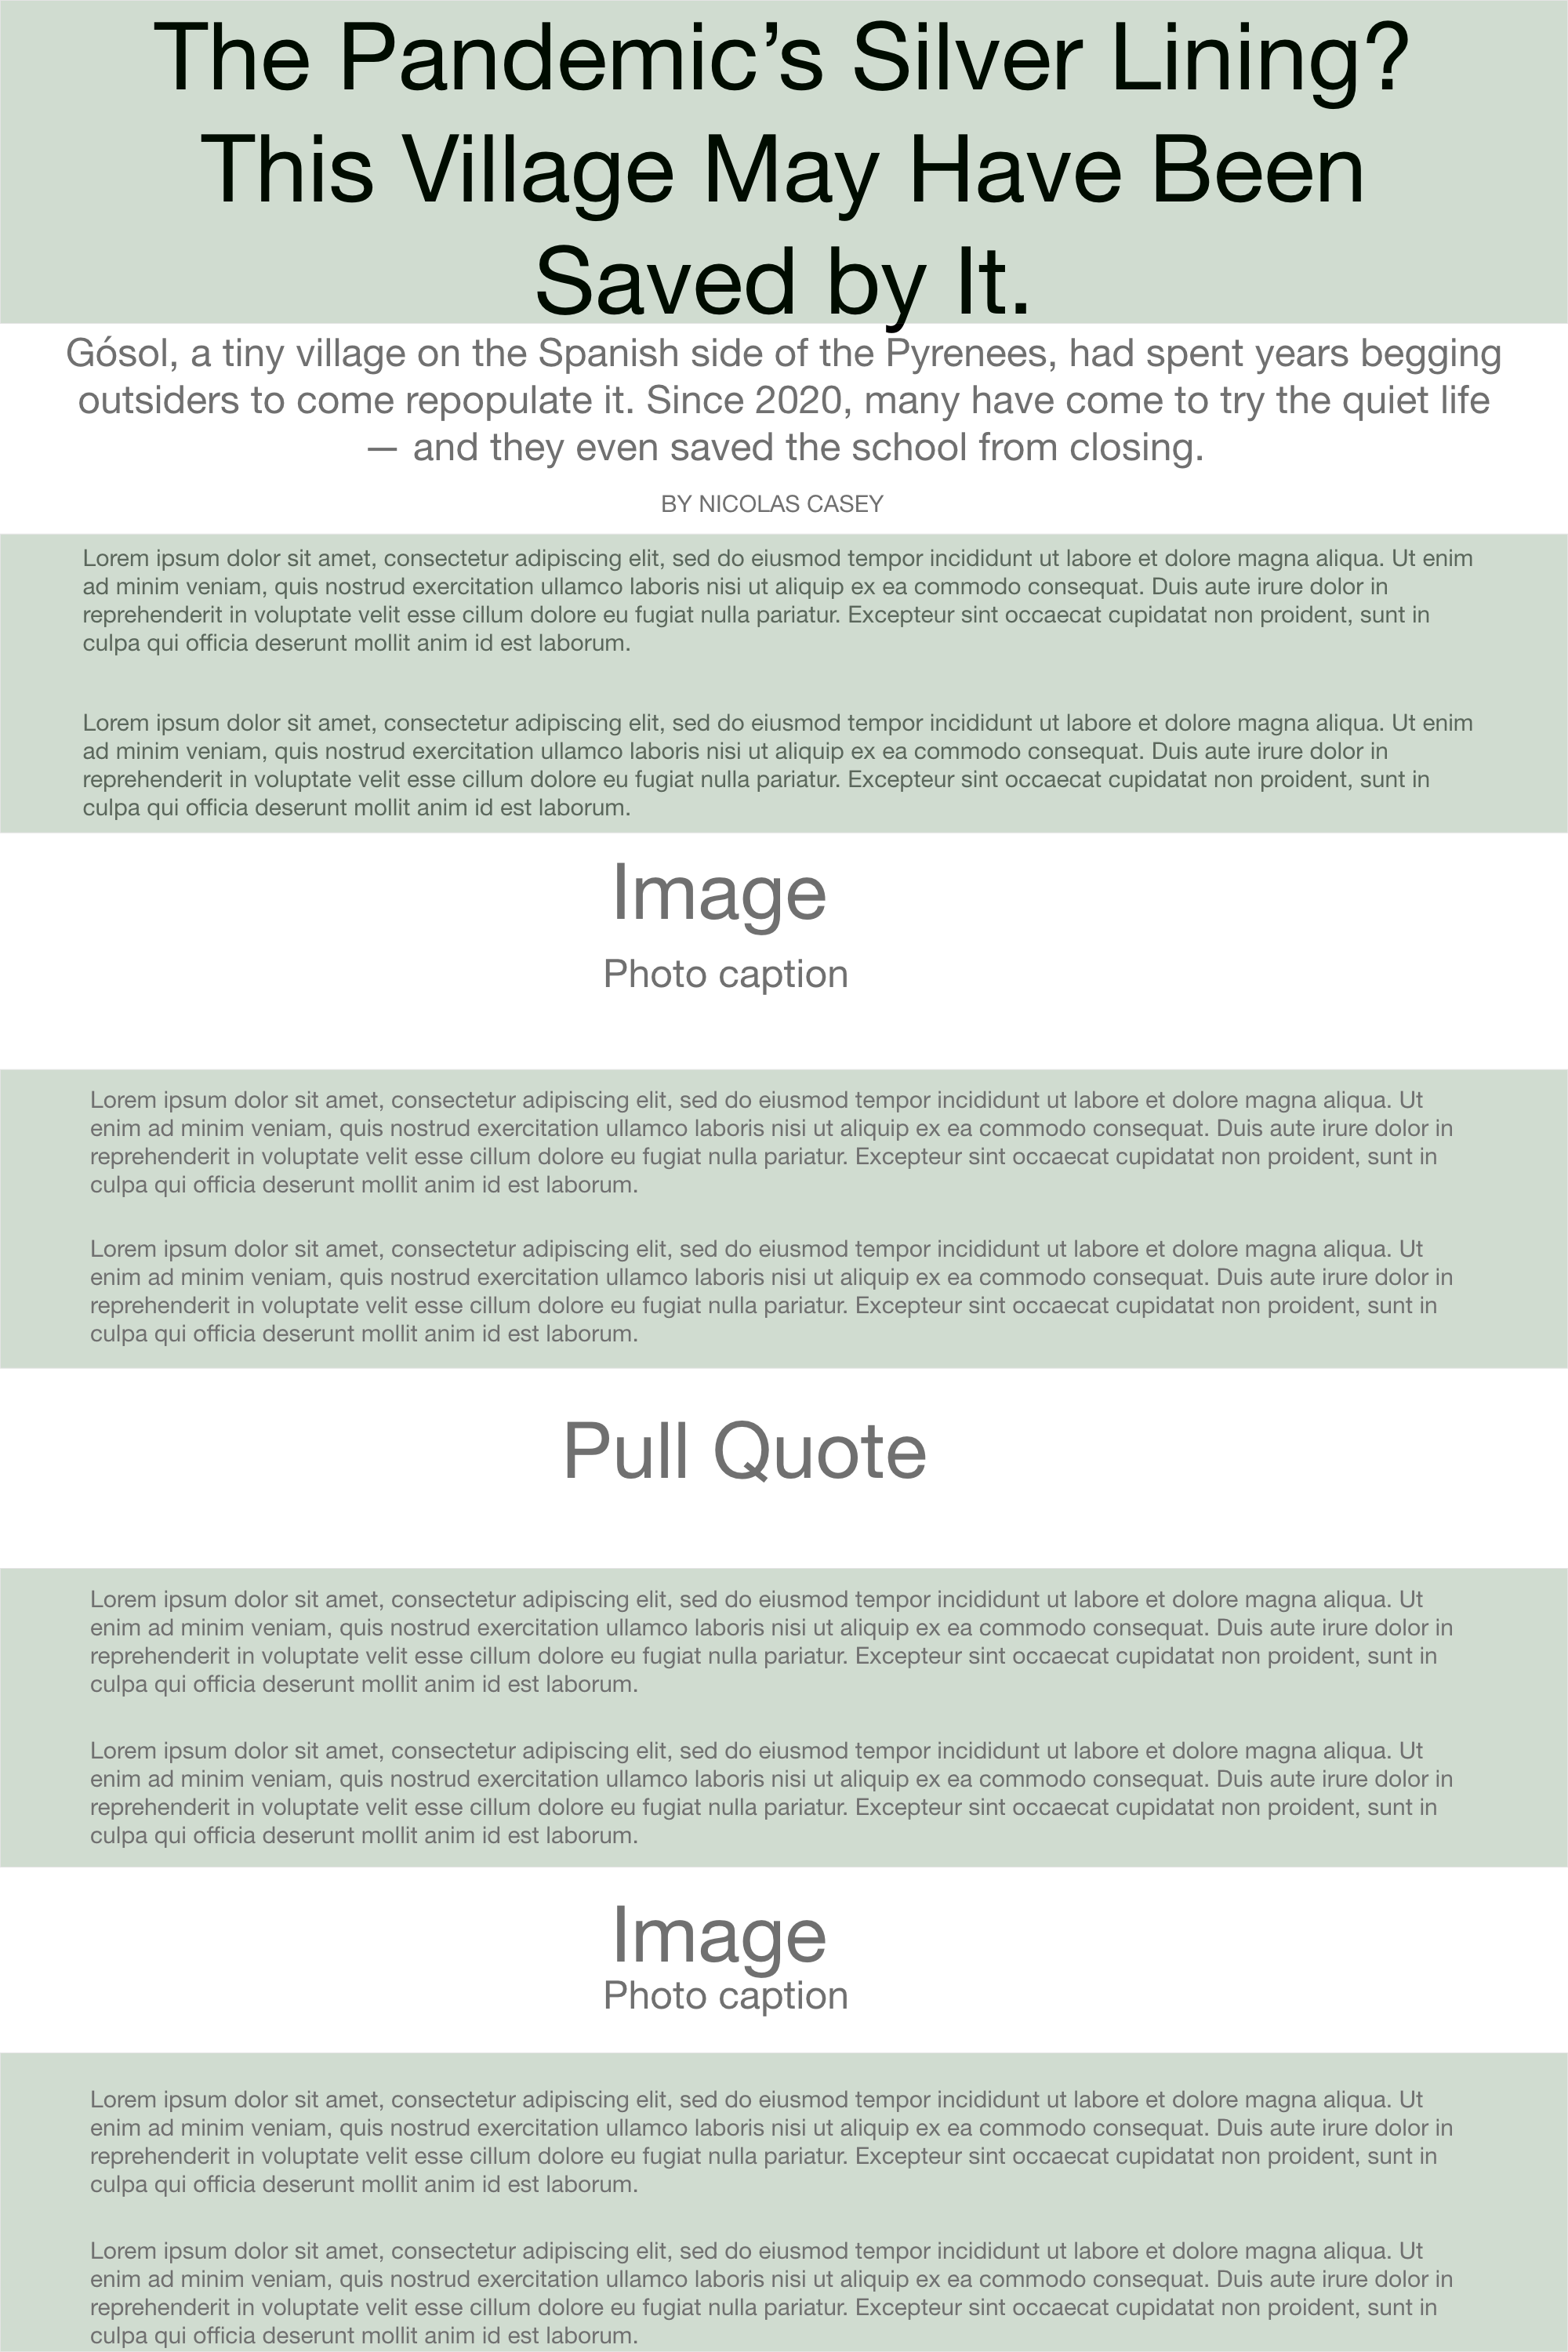 The Pandemic’s Silver Lining?
This Village May Have Been
Saved by It.
Gósol, a tiny village on the Spanish side of the Pyrenees, had spent years begging
outsiders to come repopulate it. Since 2020, many have come to try the quiet life
— and they even saved the school from closing.
BY NICOLAS CASEY
Lorem ipsum dolor sit amet, consectetur adipiscing elit, sed do eiusmod tempor incididunt ut labore et dolore magna aliqua. Ut enim
ad minim veniam, quis nostrud exercitation ullamco laboris nisi ut aliquip ex ea commodo consequat. Duis aute irure dolor in
reprehenderit in voluptate velit esse cillum dolore eu fugiat nulla pariatur. Excepteur sint occaecat cupidatat non proident, sunt in
culpa qui officia deserunt mollit anim id est laborum.
Lorem ipsum dolor sit amet, consectetur adipiscing elit, sed do eiusmod tempor incididunt ut labore et dolore magna aliqua. Ut enim
ad minim veniam, quis nostrud exercitation ullamco laboris nisi ut aliquip ex ea commodo consequat. Duis aute irure dolor in
reprehenderit in voluptate velit esse cillum dolore eu fugiat nulla pariatur. Excepteur sint occaecat cupidatat non proident, sunt in
culpa qui officia deserunt mollit anim id est laborum.
Image
Photo caption
Lorem ipsum dolor sit amet, consectetur adipiscing elit, sed do eiusmod tempor incididunt ut labore et dolore magna aliqua. Ut
enim ad minim veniam, quis nostrud exercitation ullamco laboris nisi ut aliquip ex ea commodo consequat. Duis aute irure dolor in
reprehenderit in voluptate velit esse cillum dolore eu fugiat nulla pariatur. Excepteur sint occaecat cupidatat non proident, sunt in
culpa qui officia deserunt mollit anim id est laborum.
Lorem ipsum dolor sit amet, consectetur adipiscing elit, sed do eiusmod tempor incididunt ut labore et dolore magna aliqua. Ut
enim ad minim veniam, quis nostrud exercitation ullamco laboris nisi ut aliquip ex ea commodo consequat. Duis aute irure dolor in
reprehenderit in voluptate velit esse cillum dolore eu fugiat nulla pariatur. Excepteur sint occaecat cupidatat non proident, sunt in
culpa qui officia deserunt mollit anim id est laborum.
Pull Quote
Lorem ipsum dolor sit amet, consectetur adipiscing elit, sed do eiusmod tempor incididunt ut labore et dolore magna aliqua. Ut
enim ad minim veniam, quis nostrud exercitation ullamco laboris nisi ut aliquip ex ea commodo consequat. Duis aute irure dolor in
reprehenderit in voluptate velit esse cillum dolore eu fugiat nulla pariatur. Excepteur sint occaecat cupidatat non proident, sunt in
culpa qui officia deserunt mollit anim id est laborum.
Lorem ipsum dolor sit amet, consectetur adipiscing elit, sed do eiusmod tempor incididunt ut labore et dolore magna aliqua. Ut
enim ad minim veniam, quis nostrud exercitation ullamco laboris nisi ut aliquip ex ea commodo consequat. Duis aute irure dolor in
reprehenderit in voluptate velit esse cillum dolore eu fugiat nulla pariatur. Excepteur sint occaecat cupidatat non proident, sunt in
culpa qui officia deserunt mollit anim id est laborum.
Image
Photo caption
Lorem ipsum dolor sit amet, consectetur adipiscing elit, sed do eiusmod tempor incididunt ut labore et dolore magna aliqua. Ut
enim ad minim veniam, quis nostrud exercitation ullamco laboris nisi ut aliquip ex ea commodo consequat. Duis aute irure dolor in
reprehenderit in voluptate velit esse cillum dolore eu fugiat nulla pariatur. Excepteur sint occaecat cupidatat non proident, sunt in
culpa qui officia deserunt mollit anim id est laborum.
Lorem ipsum dolor sit amet, consectetur adipiscing elit, sed do eiusmod tempor incididunt ut labore et dolore magna aliqua. Ut
enim ad minim veniam, quis nostrud exercitation ullamco laboris nisi ut aliquip ex ea commodo consequat. Duis aute irure dolor in
reprehenderit in voluptate velit esse cillum dolore eu fugiat nulla pariatur. Excepteur sint occaecat cupidatat non proident, sunt in
culpa qui officia deserunt mollit anim id est laborum.